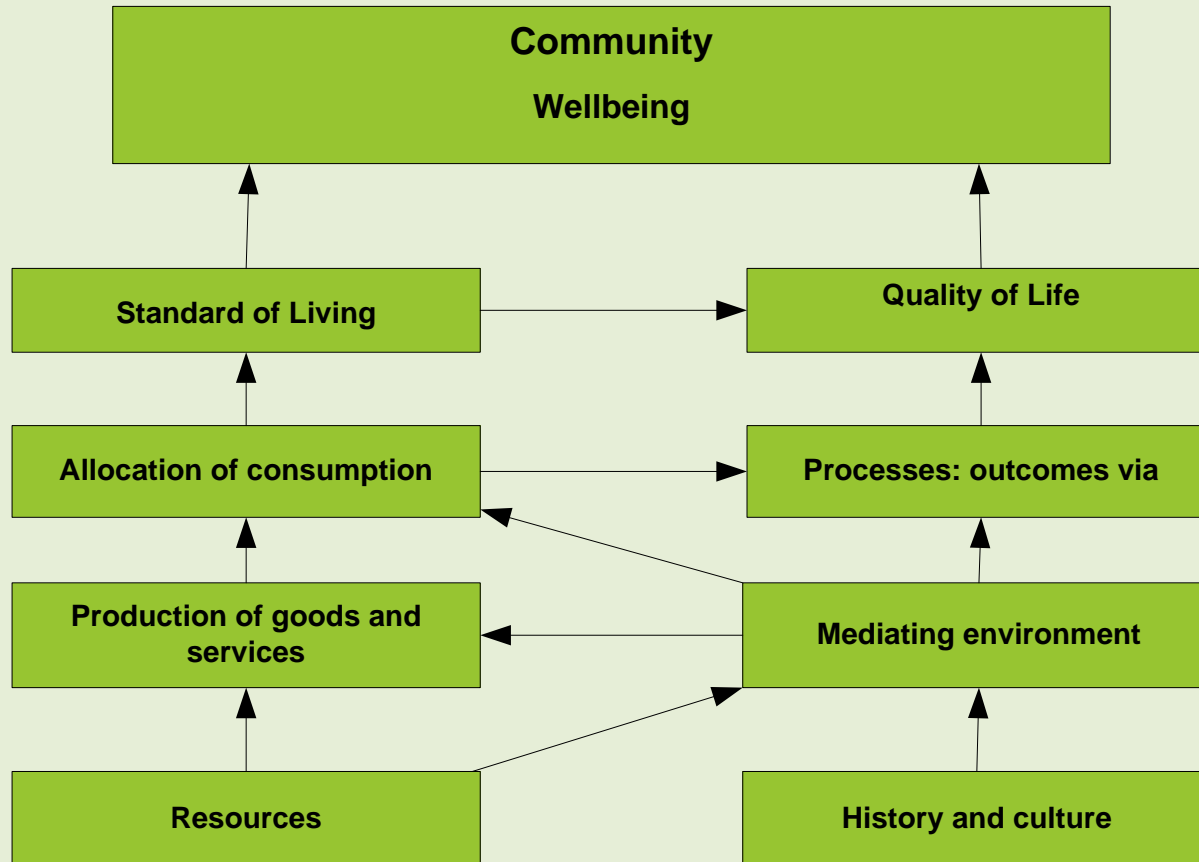 Community
Wellbeing
Standard of Living
Quality of Life
Allocation of consumption
Processes: outcomes via
Production of goods and
services
Mediating environment
Resources
History and culture